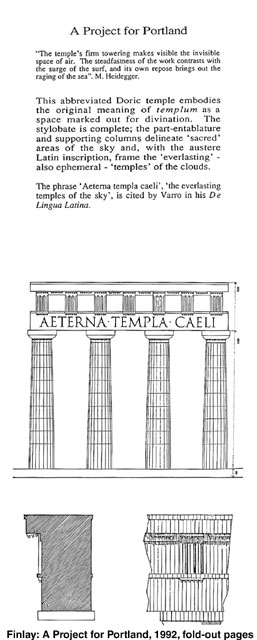 A Project for Portland
"The temple's firm towering makes visible the invisible
space of air. The steadfastness of the work contrasts with
the surge of the surf, and its own repose brings out the
raging of the sea". M. Heidegger.
This abbreviated Doric temple embodies
the original meaning of templum as a
space marked out for divination. The
stylobate is complete; the part-entablature
and supporting columns delineate 'sacred'
areas of the sky and, with the austere
Latin inscription, frame the 'everlasting' -
also ephemeral - 'temples' of the clouds.
The phrase 'Aeterna templa caeli', 'the everlasting
temples of the sky', is cited by Varro in his De
Lingua Latina.
AETERNA·TEMPLA·CAELI
Finlay: A Project for Portland, 1992, fold-out pages